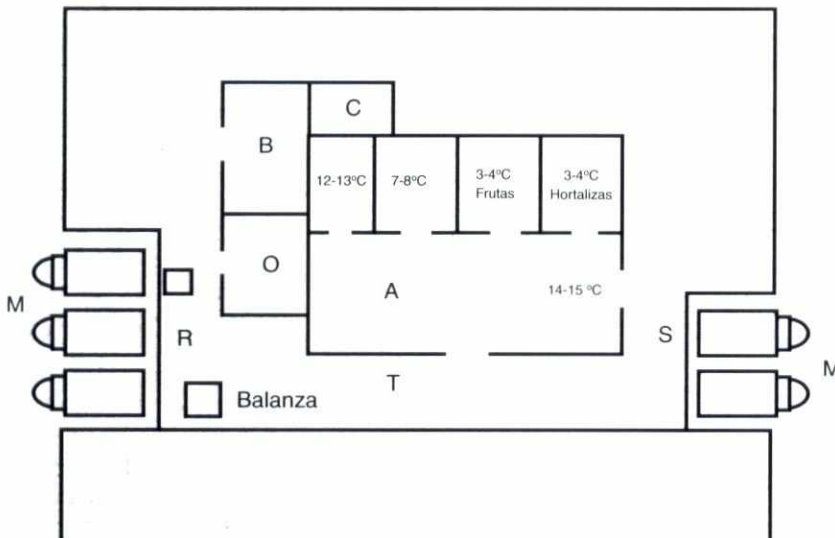 C
B
12-13ºC
7-8ºC
3-4ºC
Frutas
3-4ºC
Hortalizas
O
A
14-15 ºC
M
R
S
M
T
Balanza